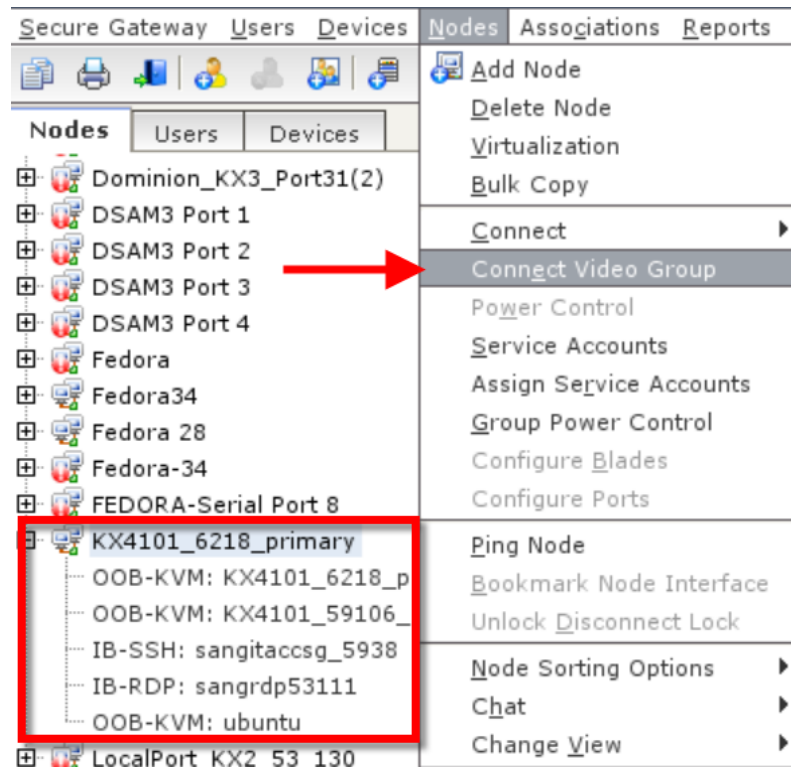 Secure Gateway Users Devices Nodes Associations Reports
Nodes Users Devices
Dominion_KX3_Port31(2)
DSAM3 Port 1
DSAM3 Port 2
DSAM3 Port 3
DSAM3 Port 4
Fedora
Fedora34
Fedora 28
Fedora-34
FEDORA-Serial Port 8
KX4101_6218_primary
OOB-KVM: KX4101_6218_p
OOB-KVM: KX4101_59106_
IB-SSH: sangitaccsg_5938
IB-RDP: sangrdp53111
OOB-KVM: ubuntu
LocalPort_KX2_53_130
Add Node
Delete Node
Virtualization
Bulk Copy
Connect
Connect Video Group
Power Control
Service Accounts
Assign Service Accounts
Group Power Control
Configure Blades
Configure Ports
Ping Node
Bookmark Node Interface
Unlock Disconnect Lock
Node Sorting Options
Chat
Change View